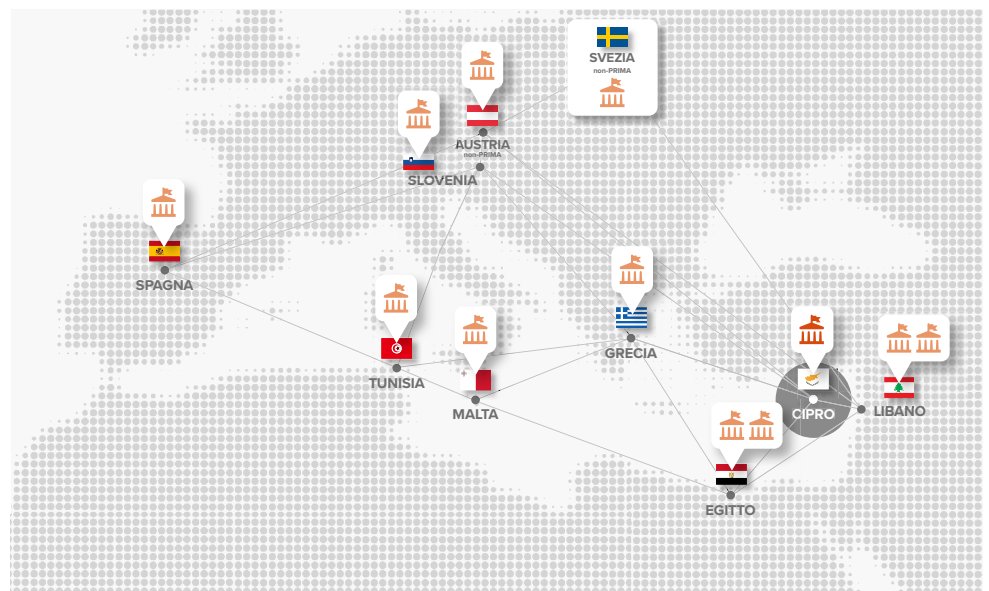 SVEZIA
non-PRIMA
AUSTRIA
non-PRIMA
SLOVENIA
SPAGNA
GRECIA
TUNISIA
MALTA
CIPRO
LIBANO
EGITTO